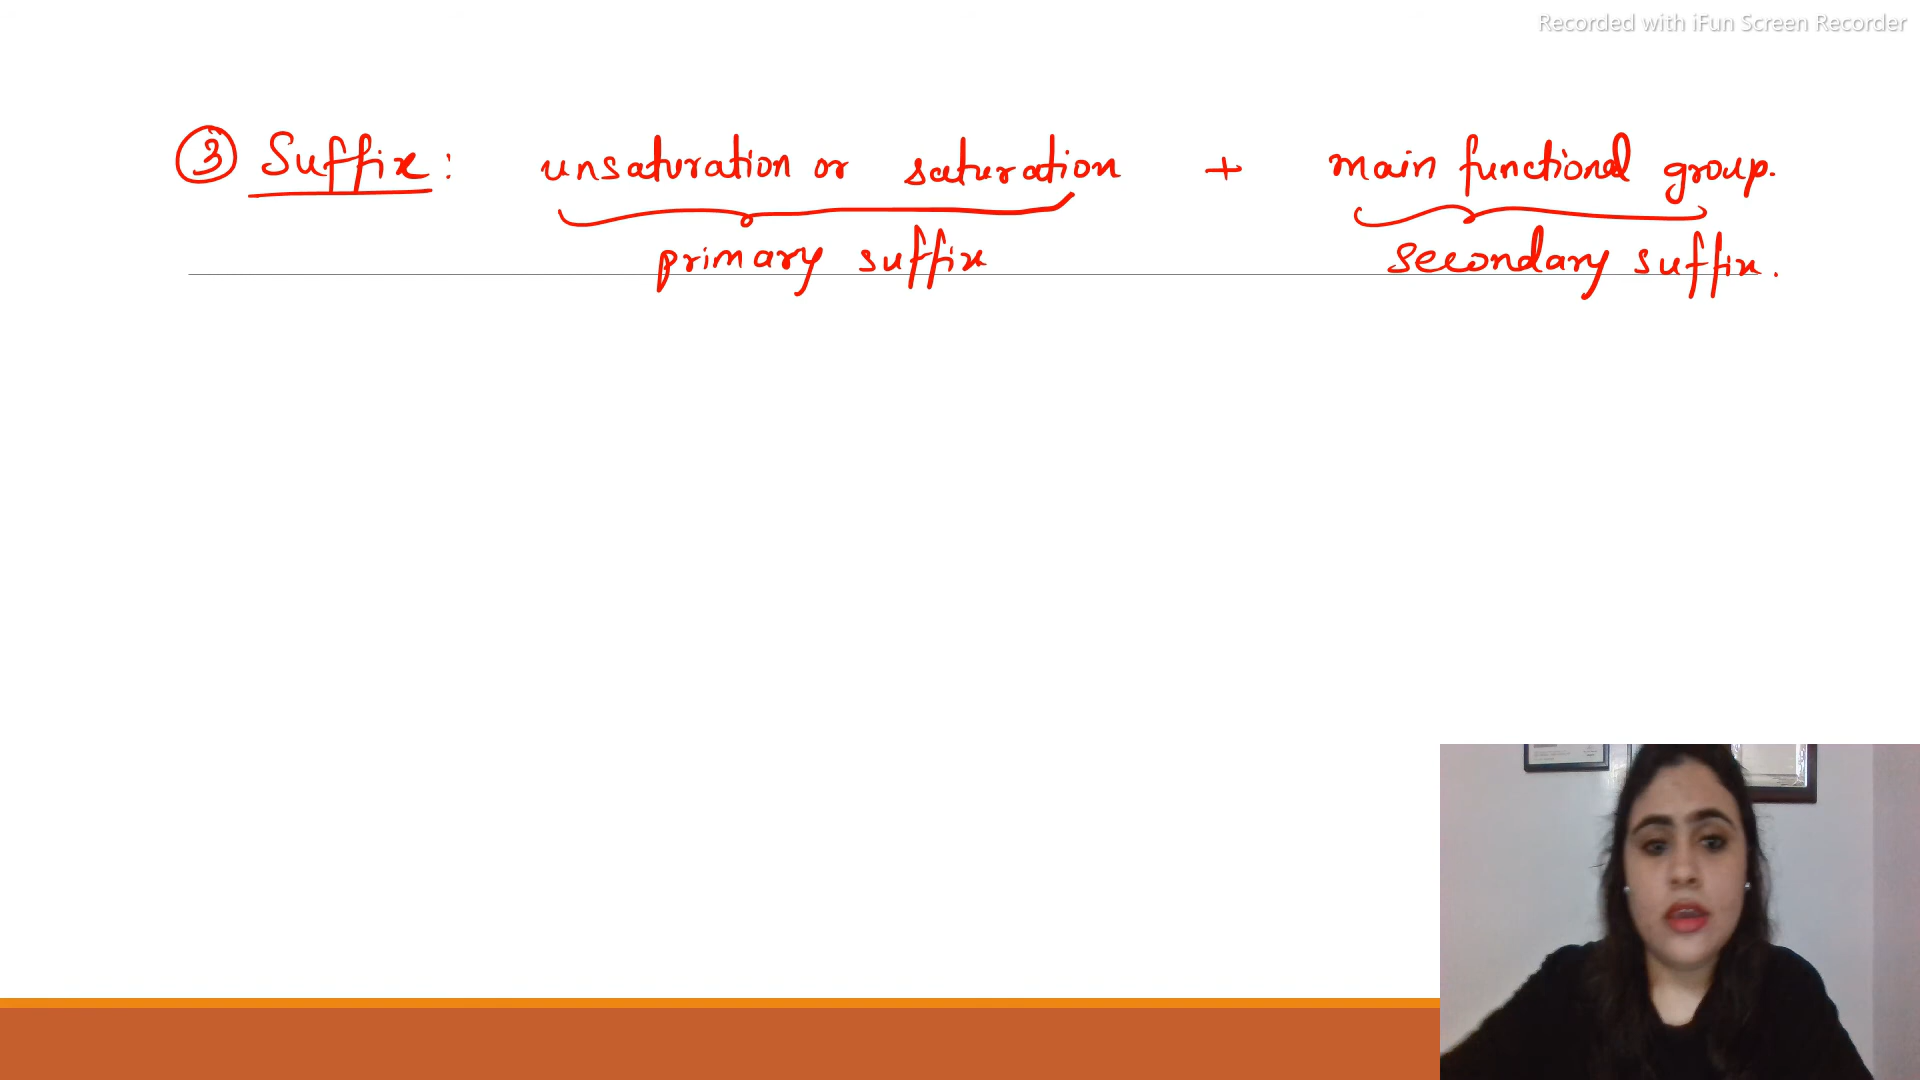 Recorded with iFun Screen Recorder
③ Suffix: unsaturation or saturation + main functional group.
primary suffix secondary suffix.